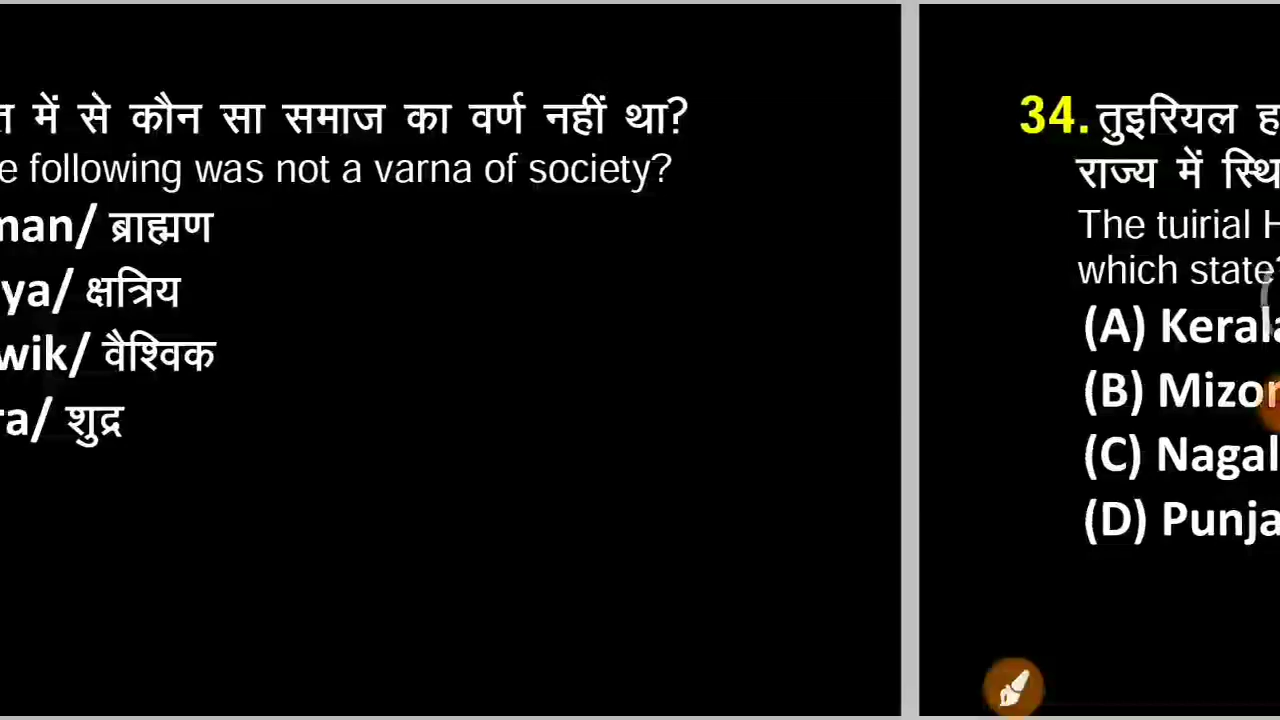 त में से कौन सा समाज का वर्ण नहीं था?
e following was not a varna of society?
man/ ब्राह्मण
ya/ क्षत्रिय
wik/ वैश्विक
ra/ शुद्र
34. तुइरियल ह
राज्य में स्थि
The tuirial H
which state?
(A) Kerala
(B) Mizor
(C) Nagal
(D) Punja